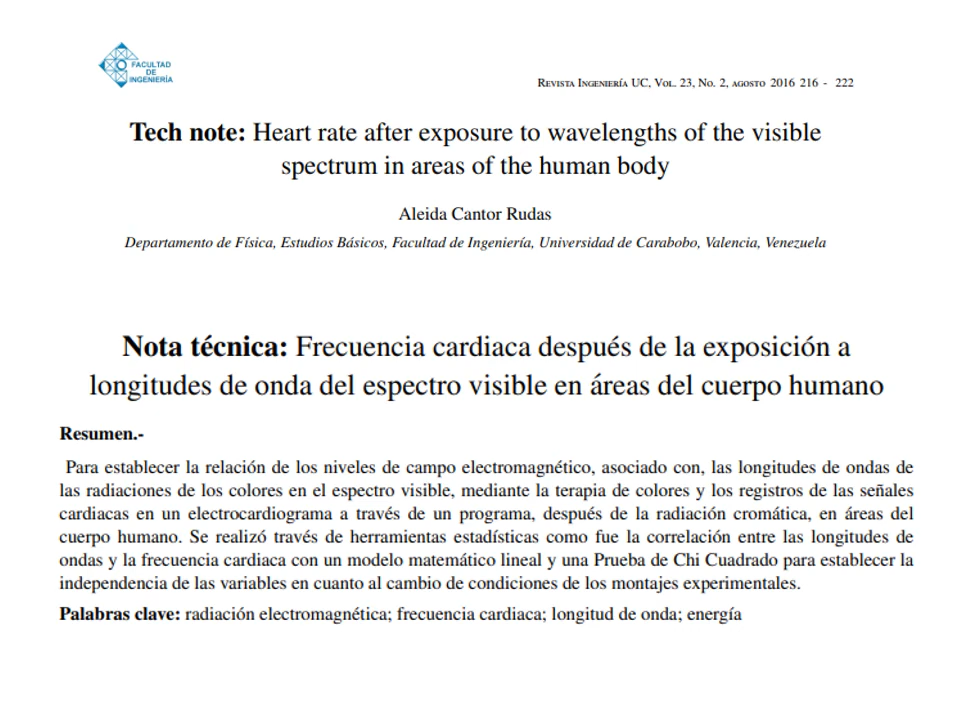 FACULTAD
DE
INGENIERÍA
Revista Ingeniería UC, Vol. 23, No. 2, agosto 2016 216 - 222
Tech note: Heart rate after exposure to wavelengths of the visible
spectrum in areas of the human body
Aleida Cantor Rudas
Departamento de Física, Estudios Básicos, Facultad de Ingeniería, Universidad de Carabobo, Valencia, Venezuela
Nota técnica: Frecuencia cardiaca después de la exposición a
longitudes de onda del espectro visible en áreas del cuerpo humano
Resumen.-
Para establecer la relación de los niveles de campo electromagnético, asociado con, las longitudes de ondas de
las radiaciones de los colores en el espectro visible, mediante la terapia de colores y los registros de las señales
cardiacas en un electrocardiograma a través de un programa, después de la radiación cromática, en áreas del
cuerpo humano. Se realizó través de herramientas estadísticas como fue la correlación entre las longitudes de
ondas y la frecuencia cardiaca con un modelo matemático lineal y una Prueba de Chi Cuadrado para establecer la
independencia de las variables en cuanto al cambio de condiciones de los montajes experimentales.
Palabras clave: radiación electromagnética; frecuencia cardiaca; longitud de onda; energía